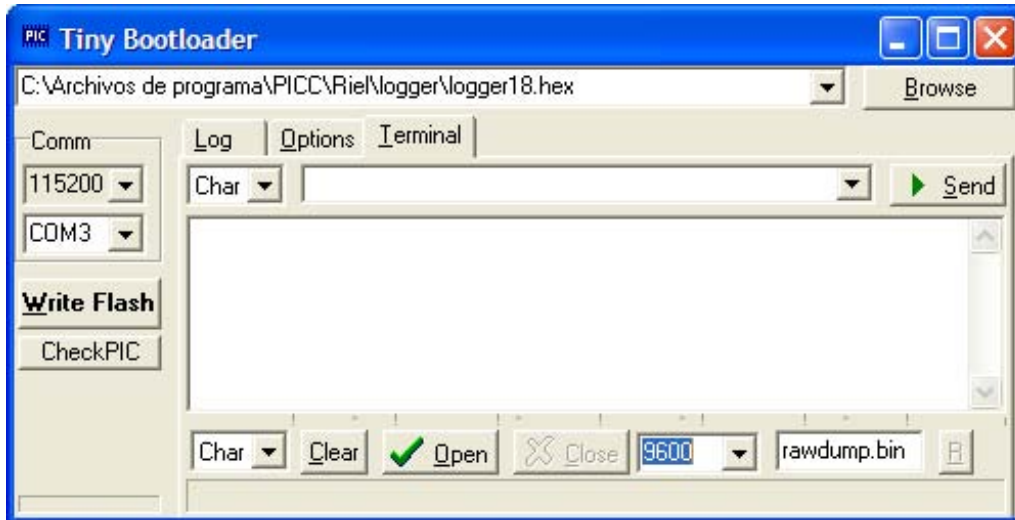 PIC Tiny Bootloader
C:\Archivos de programa\PICC\Riel\logger\logger18.hex Browse
Comm Log Options Terminal
115200 Char Send
COM3
Write Flash
CheckPIC
Char Clear Open Close 9600 rawdump.bin R